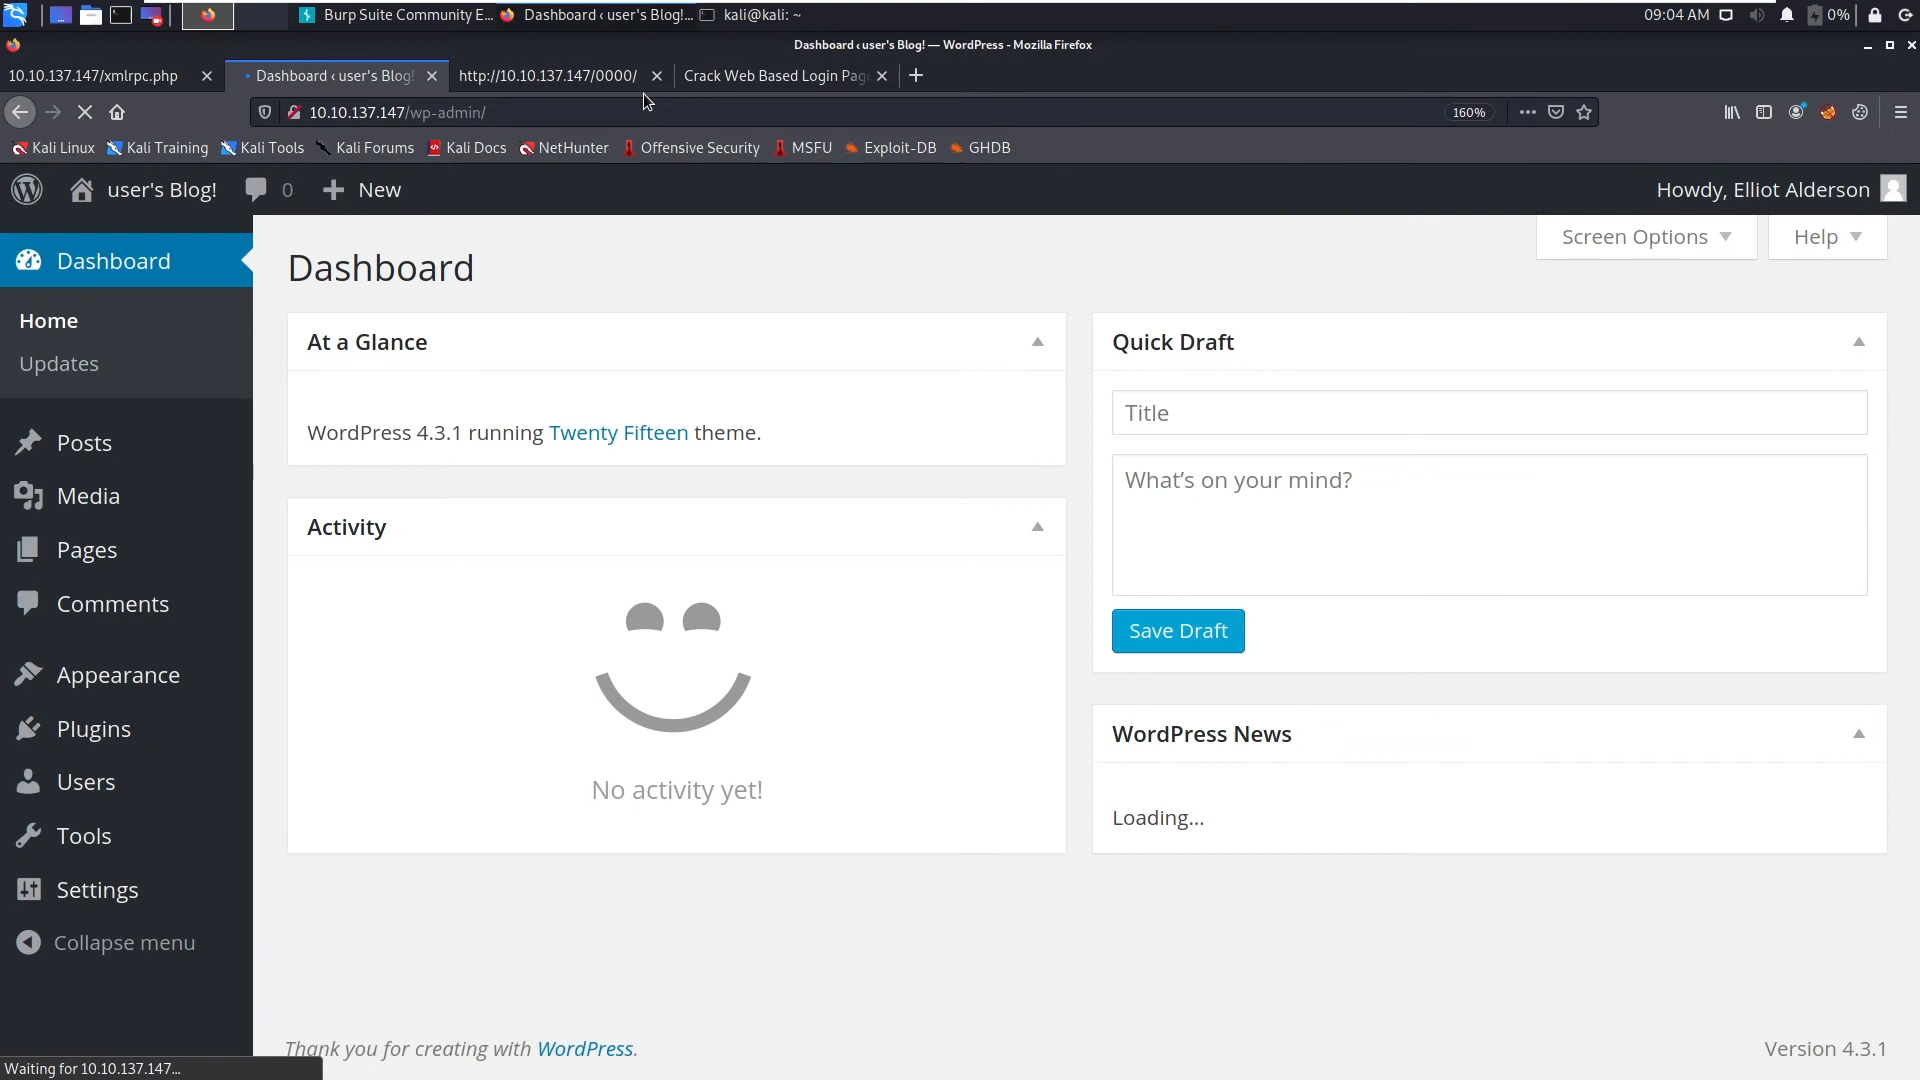 Burp Suite Community E...
Dashboard ‹ user's Blog!...
kali@kali: ~
09:04 AM
0%
Dashboard ‹ user's Blog! — WordPress - Mozilla Firefox
10.10.137.147/xmlrpc.php
Dashboard ‹ user's Blog!
http://10.10.137.147/0000/
Crack Web Based Login Pag
10.10.137.147/wp-admin/
160%
Kali Linux
Kali Training
Kali Tools
Kali Forums
Kali Docs
NetHunter
Offensive Security
MSFU
Exploit-DB
GHDB
user's Blog!
0
New
Howdy, Elliot Alderson
Screen Options
Help
Dashboard
Home
Updates
Posts
Media
Pages
Comments
Appearance
Plugins
Users
Tools
Settings
Collapse menu
Dashboard
At a Glance
WordPress 4.3.1 running Twenty Fifteen theme.
Activity
No activity yet!
Quick Draft
Title
What's on your mind?
Save Draft
WordPress News
Loading...
Thank you for creating with WordPress.
Version 4.3.1
Waiting for 10.10.137.147...